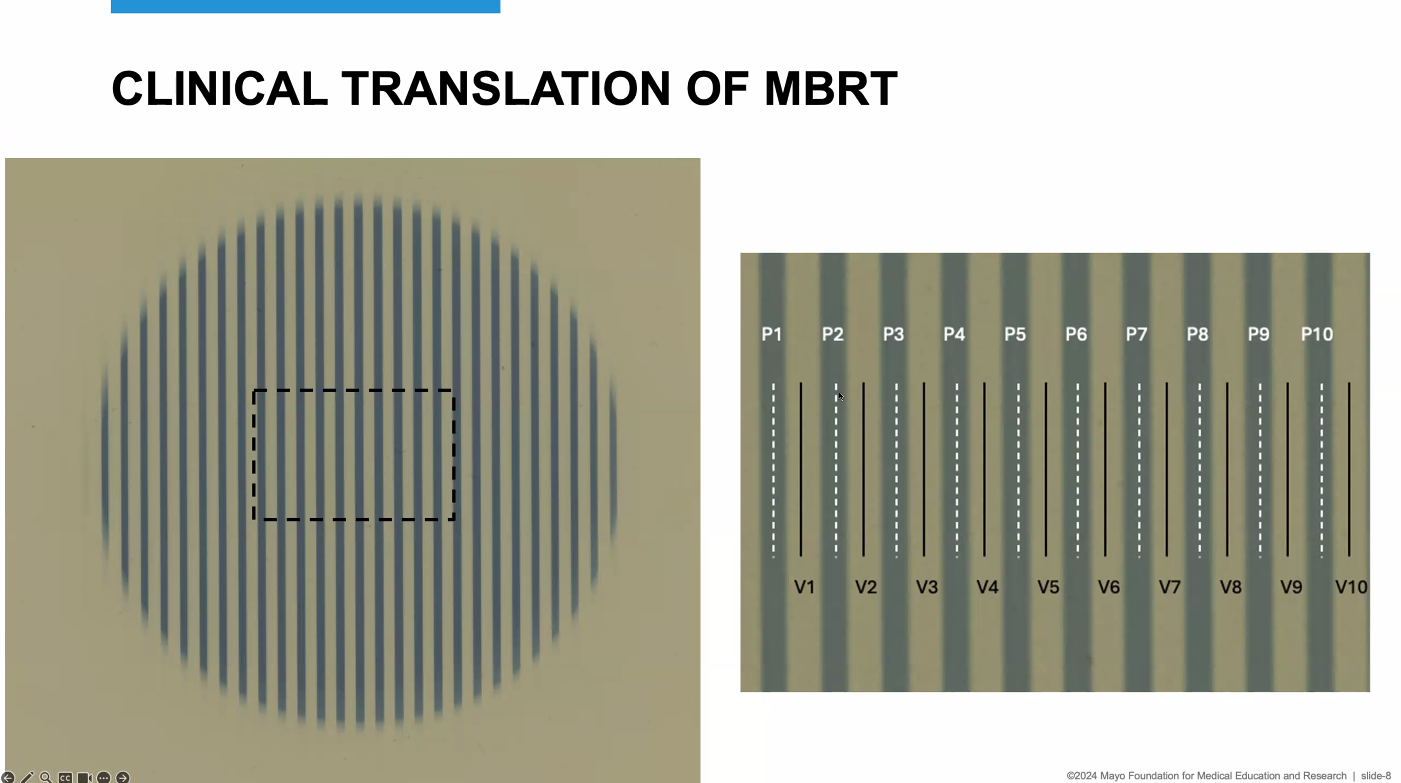 CLINICAL TRANSLATION OF MBRT
P1 P2 P3 P4 P5 P6 P7 P8 P9 P10
V1 V2 V3 V4 V5 V6 V7 V8 V9 V10
CC
©2024 Mayo Foundation for Medical Education and Research | slide-8